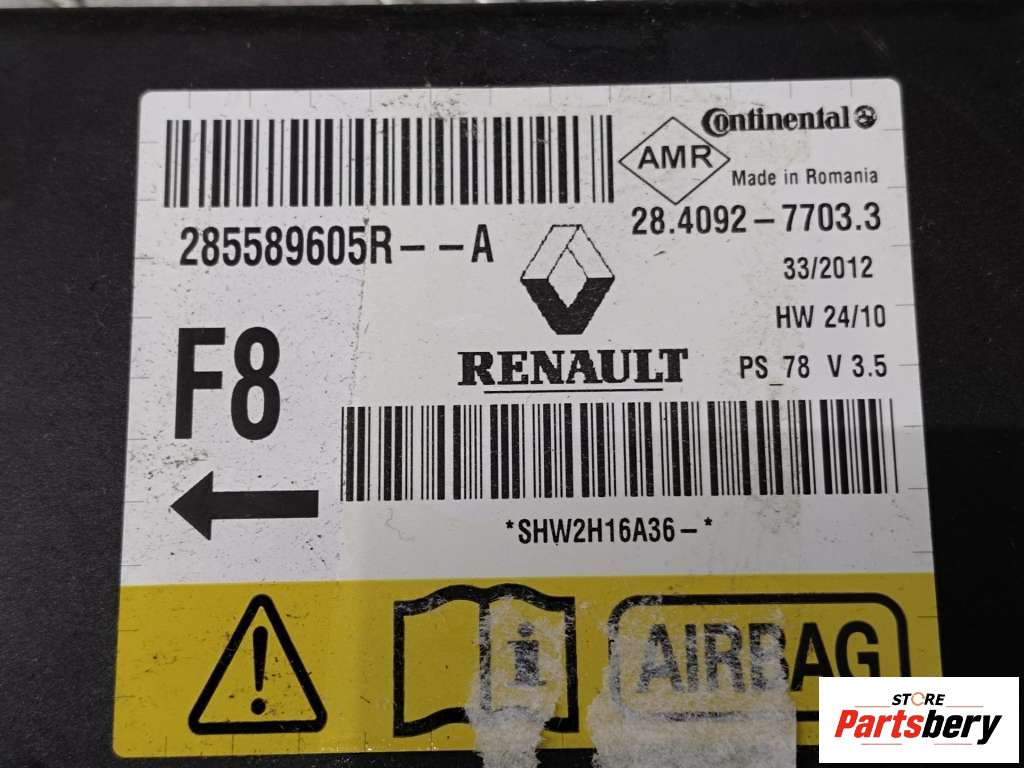 Continental
AMR
Made in Romania
285589605R--A
28.4092-7703.3
33/2012
HW 24/10
F8
RENAULT
PS_78 V 3.5
*SHW2H16A36-*
i
AIRBAG
STORE
Partsbery